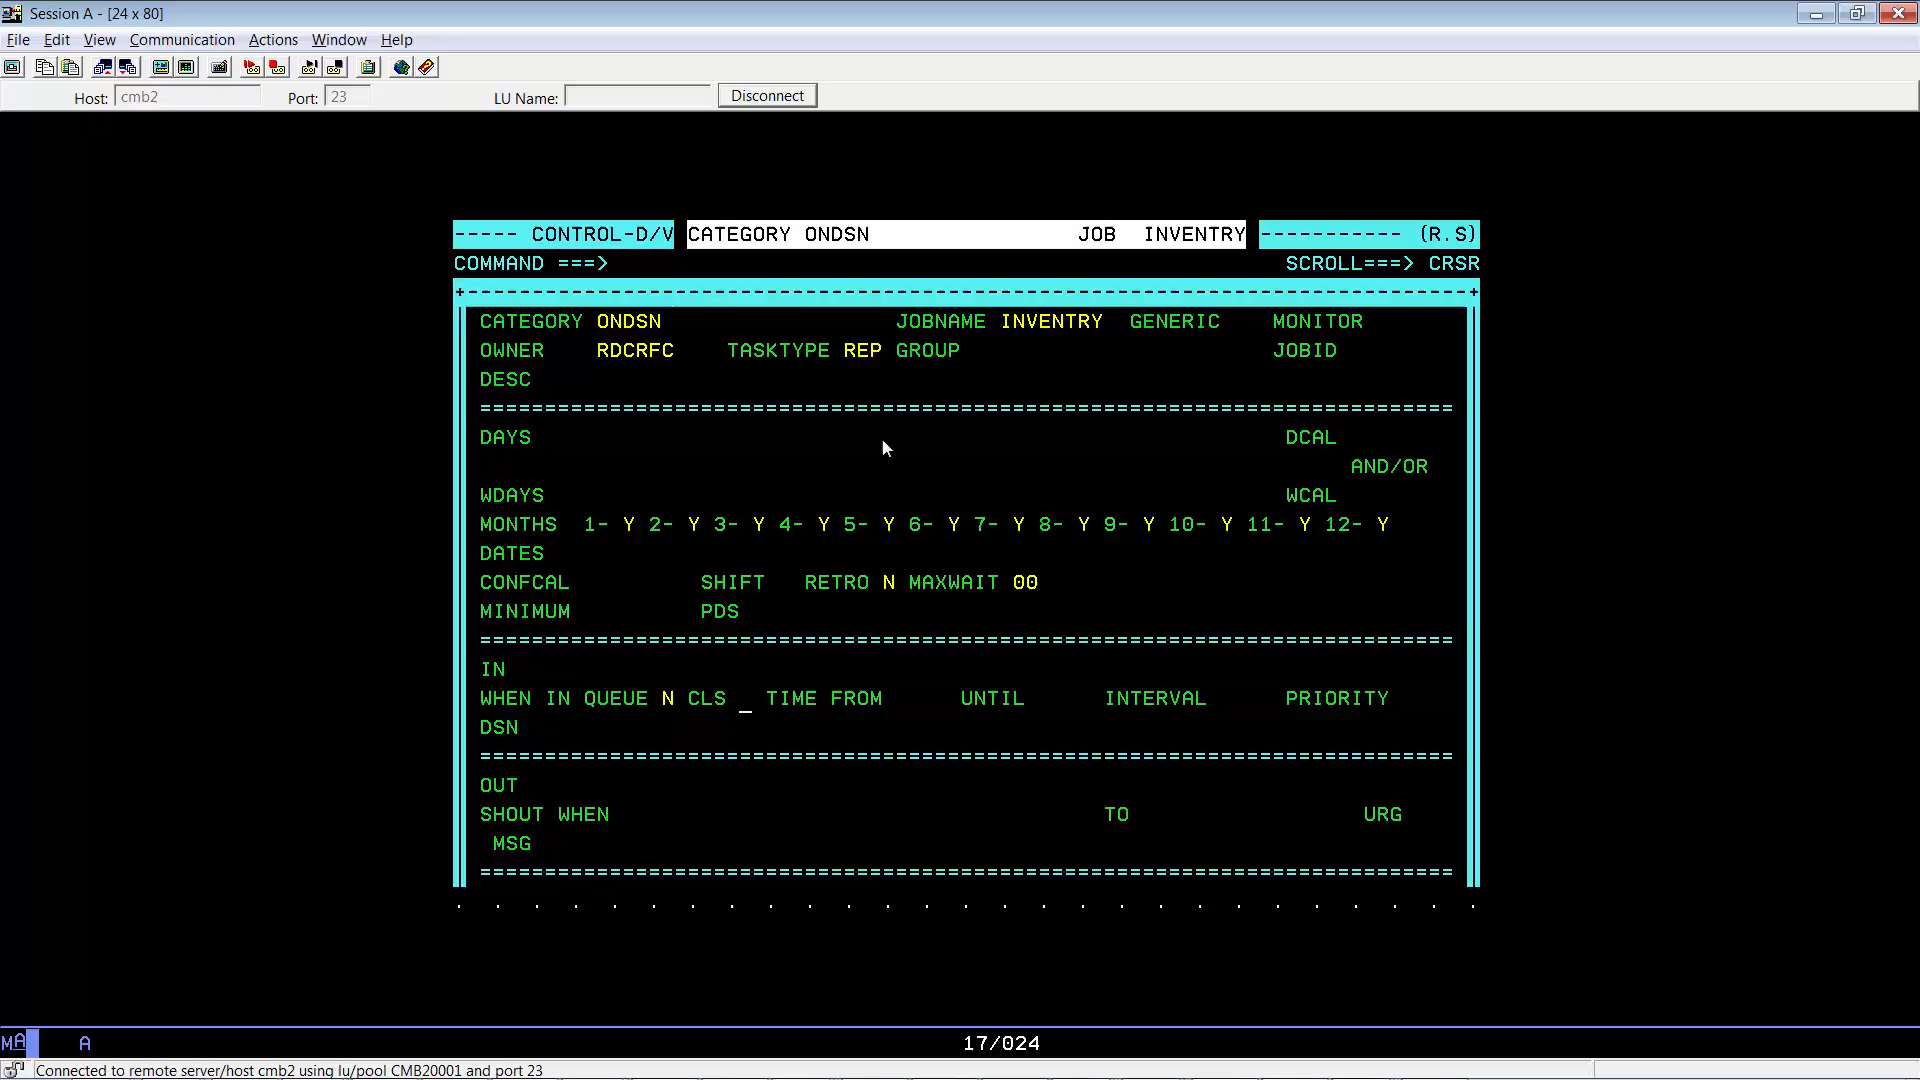 Session A - [24 x 80]
File Edit View Communication Actions Window Help
Host: cmb2 Port: 23 LU Name: Disconnect
----- CONTROL-D/V CATEGORY ONDSN JOB INVENTRY ----------- (R.S)
COMMAND ===> SCROLL===> CRSR
+-----------------------------------------------------------------------------+
CATEGORY ONDSN JOBNAME INVENTRY GENERIC MONITOR
OWNER RDCRFC TASKTYPE REP GROUP JOBID
DESC
===========================================================================
DAYS DCAL
AND/OR
WDAYS WCAL
MONTHS 1- Y 2- Y 3- Y 4- Y 5- Y 6- Y 7- Y 8- Y 9- Y 10- Y 11- Y 12- Y
DATES
CONFCAL SHIFT RETRO N MAXWAIT 00
MINIMUM PDS
===========================================================================
IN
WHEN IN QUEUE N CLS _ TIME FROM UNTIL INTERVAL PRIORITY
DSN
===========================================================================
OUT
SHOUT WHEN TO URG
MSG
===========================================================================
. . . . . . . . . . . . . . . . . . . . . . . . . . .
MA A 17/024
Connected to remote server/host cmb2 using lu/pool CMB20001 and port 23